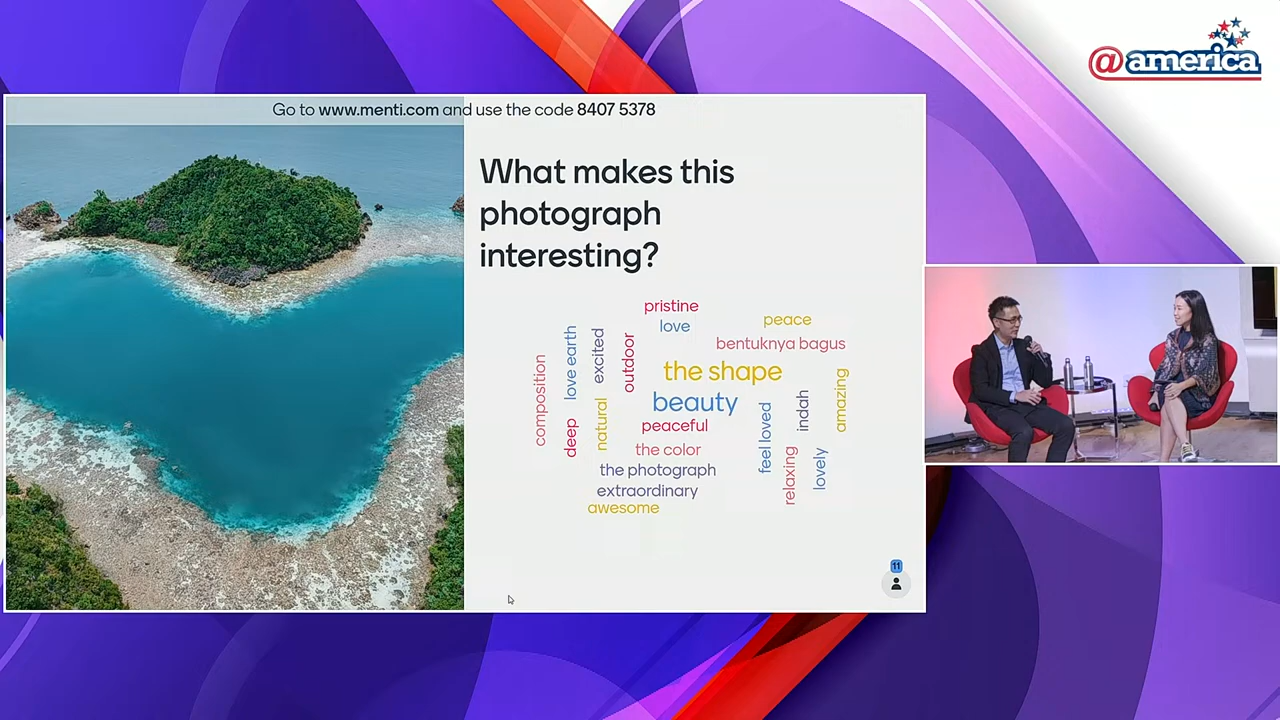 @america
Go to www.menti.com and use the code 8407 5378
What makes this
photograph
interesting?
pristine
love
peace
bentuknya bagus
composition
love earth
excited
outdoor
the shape
beauty
amazing
deep
natural
peaceful
feel loved
indah
the color
relaxing
lovely
the photograph
extraordinary
awesome
11